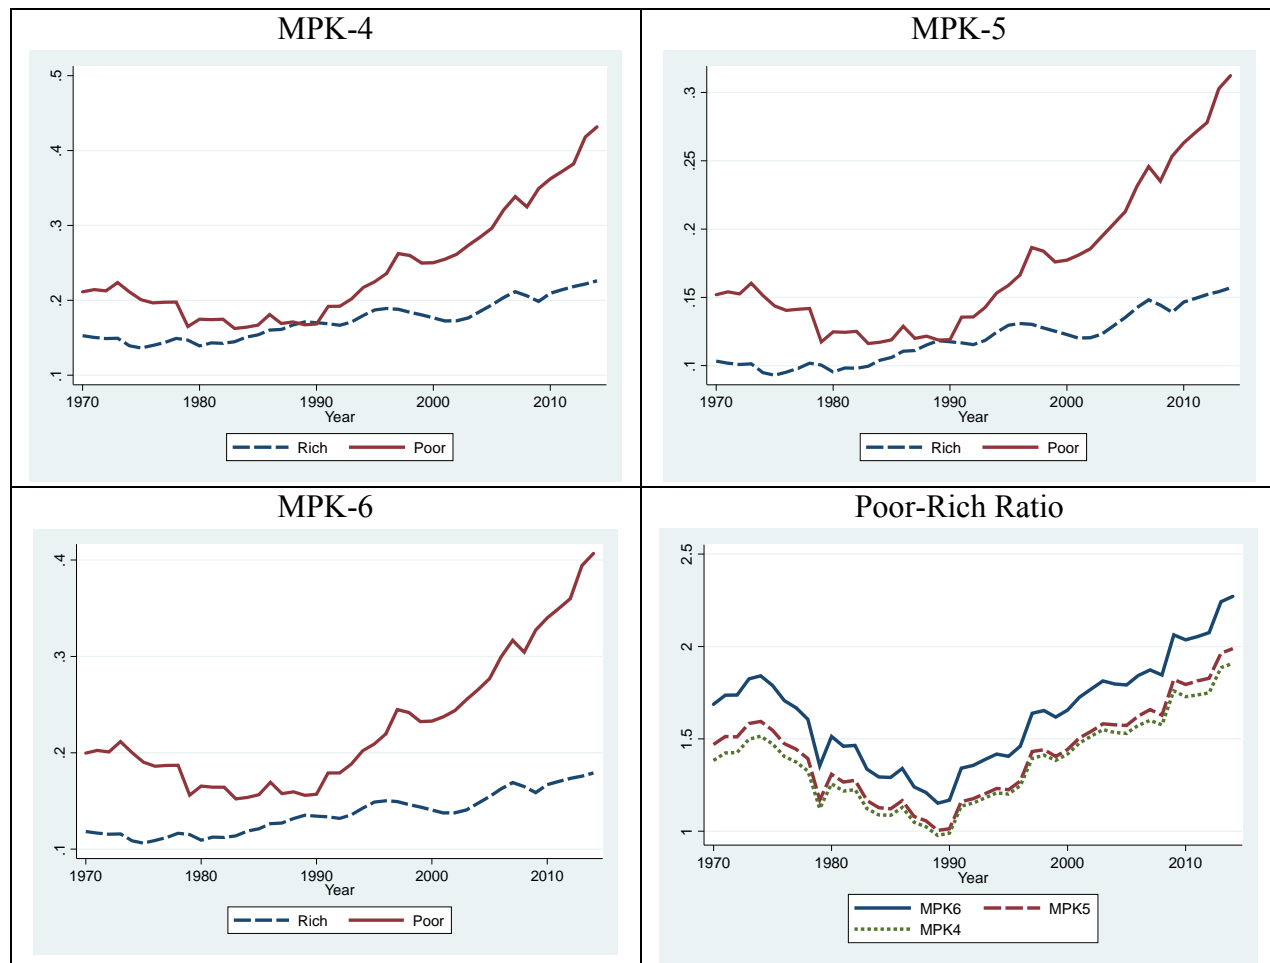 MPK-4
.5
.4
.3
.2
.1
1970 1980 1990 2000 2010
Year
Rich Poor
MPK-5
.3
.25
.2
.15
.1
1970 1980 1990 2000 2010
Year
Rich Poor
MPK-6
.4
.3
.2
.1
1970 1980 1990 2000 2010
Year
Rich Poor
Poor-Rich Ratio
2.5
2
1.5
1
1970 1980 1990 2000 2010
Year
MPK6 MPK5
MPK4